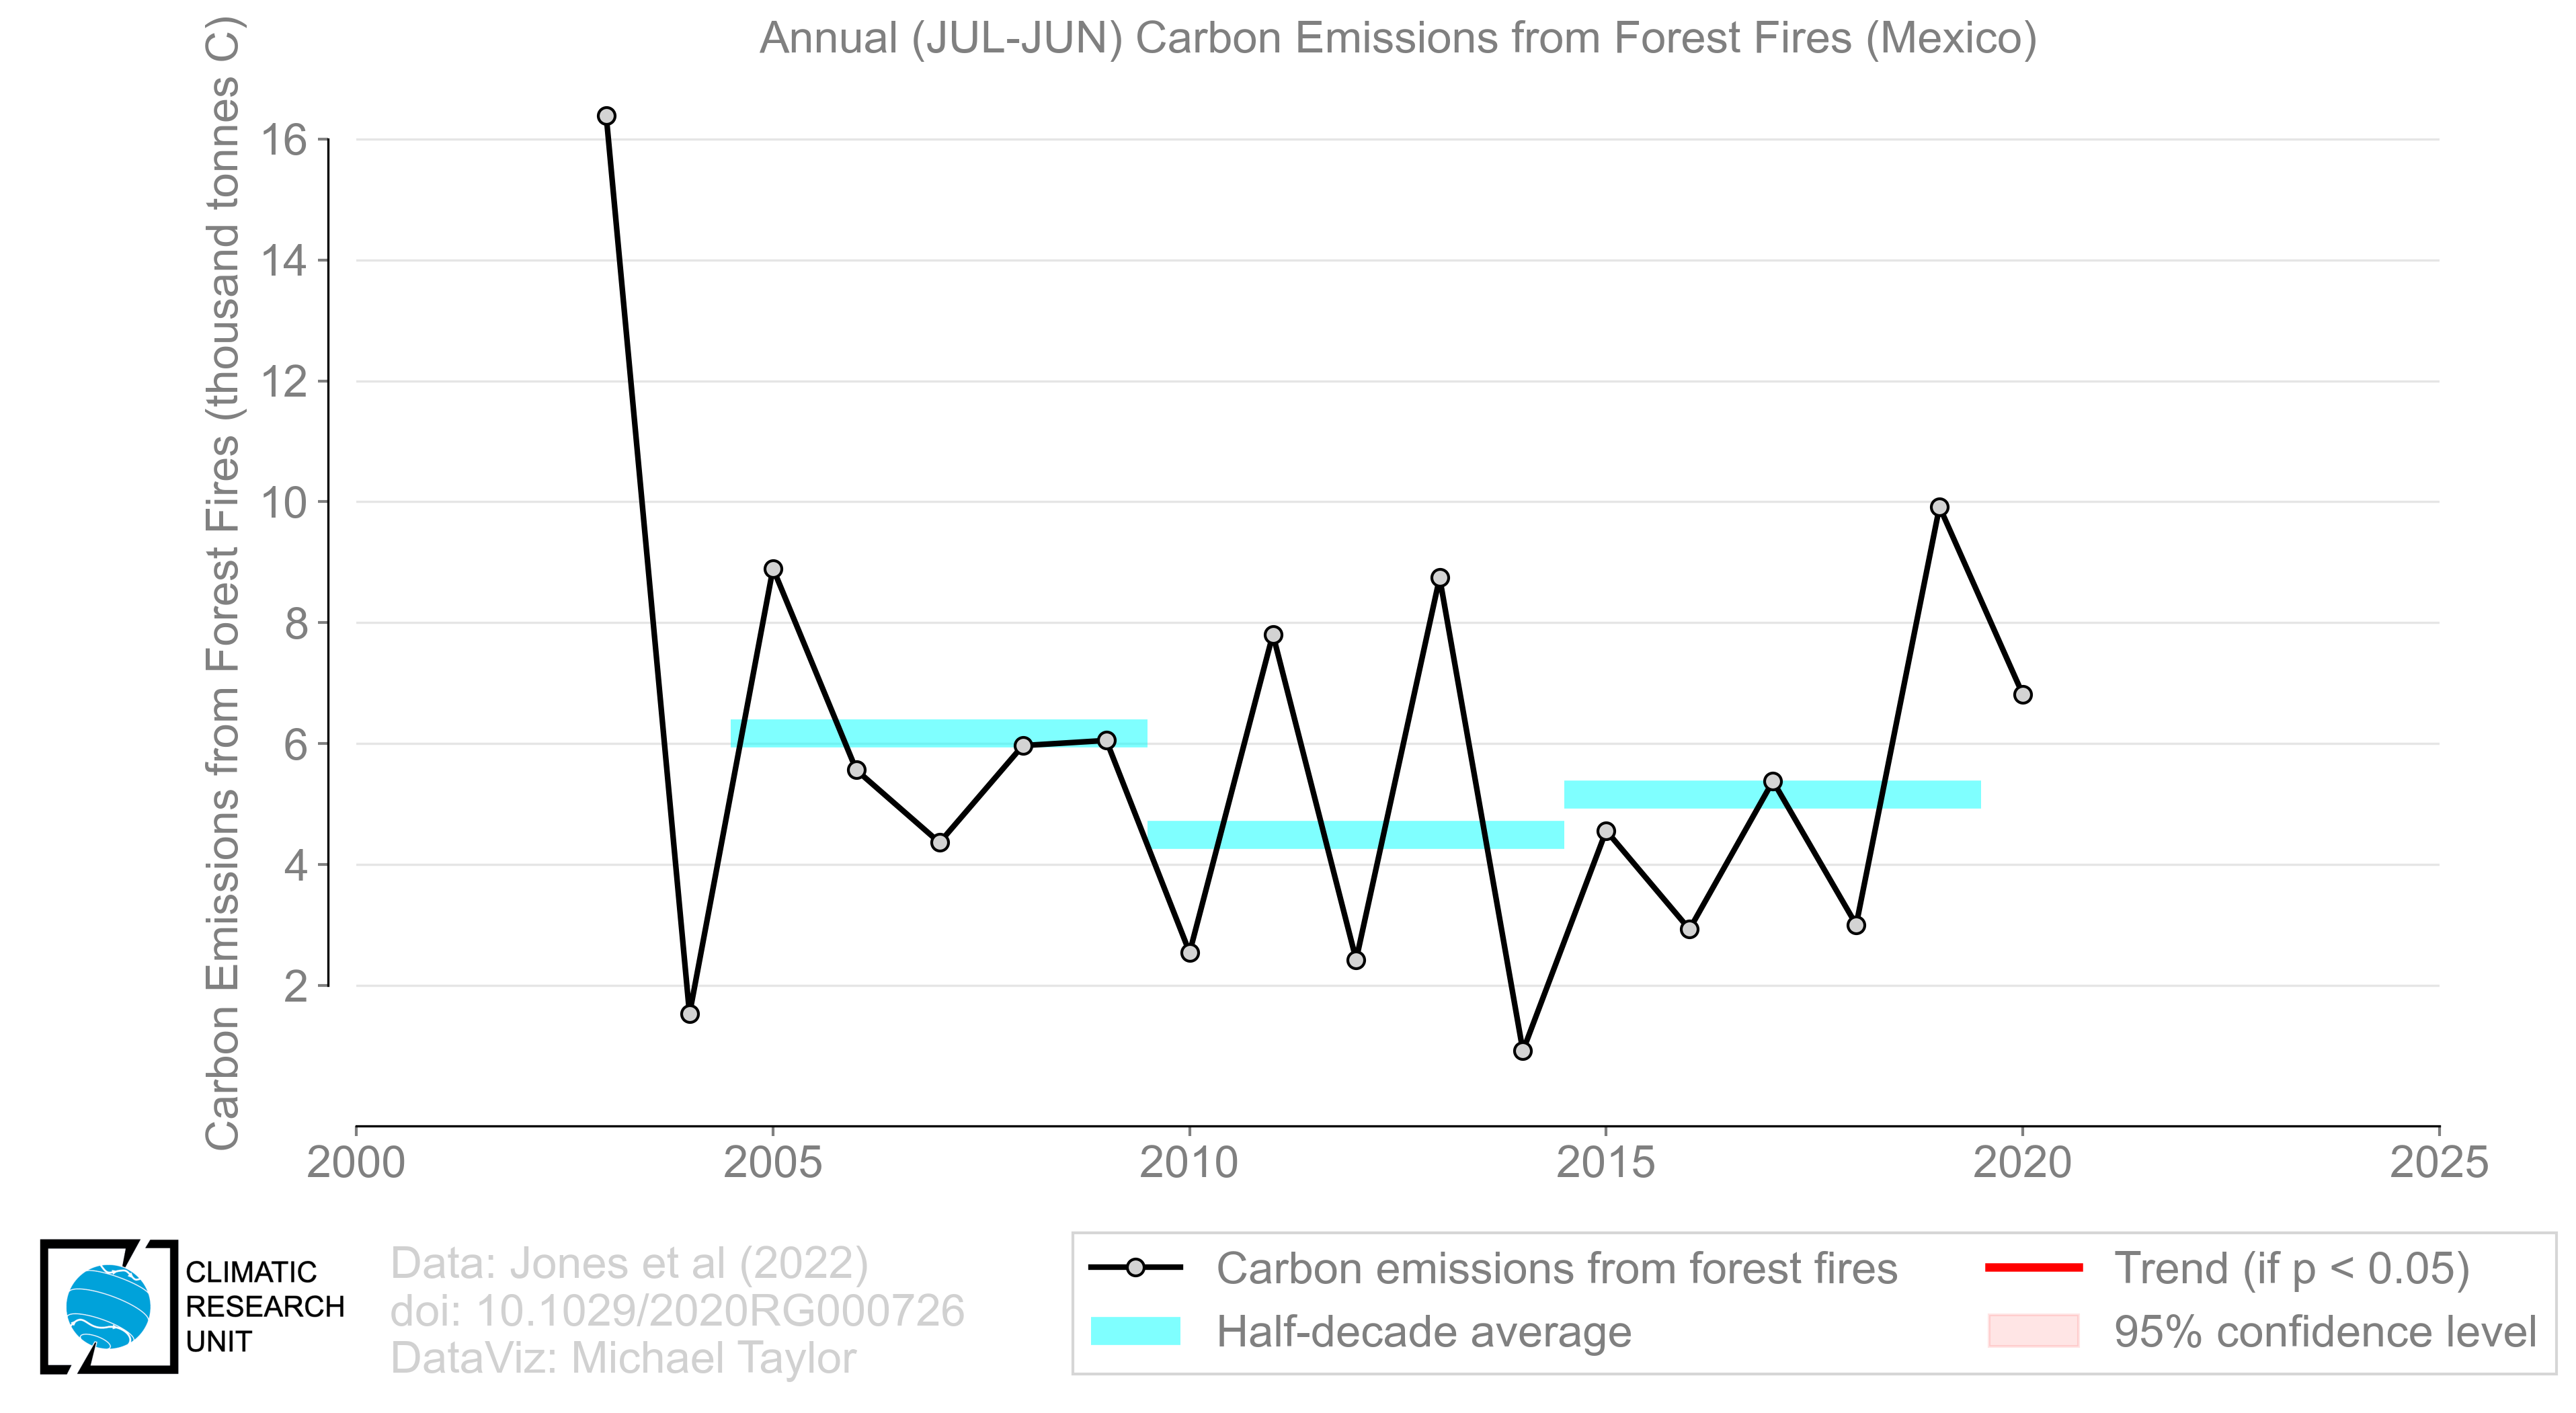 Annual (JUL-JUN) Carbon Emissions from Forest Fires (Mexico)
Carbon Emissions from Forest Fires (thousand tonnes C)
16
14
12
10
8
6
4
2
2000 2005 2010 2015 2020 2025
CLIMATIC
RESEARCH
UNIT
Data: Jones et al (2022)
doi: 10.1029/2020RG000726
DataViz: Michael Taylor
Carbon emissions from forest fires
Half-decade average
Trend (if p < 0.05)
95% confidence level